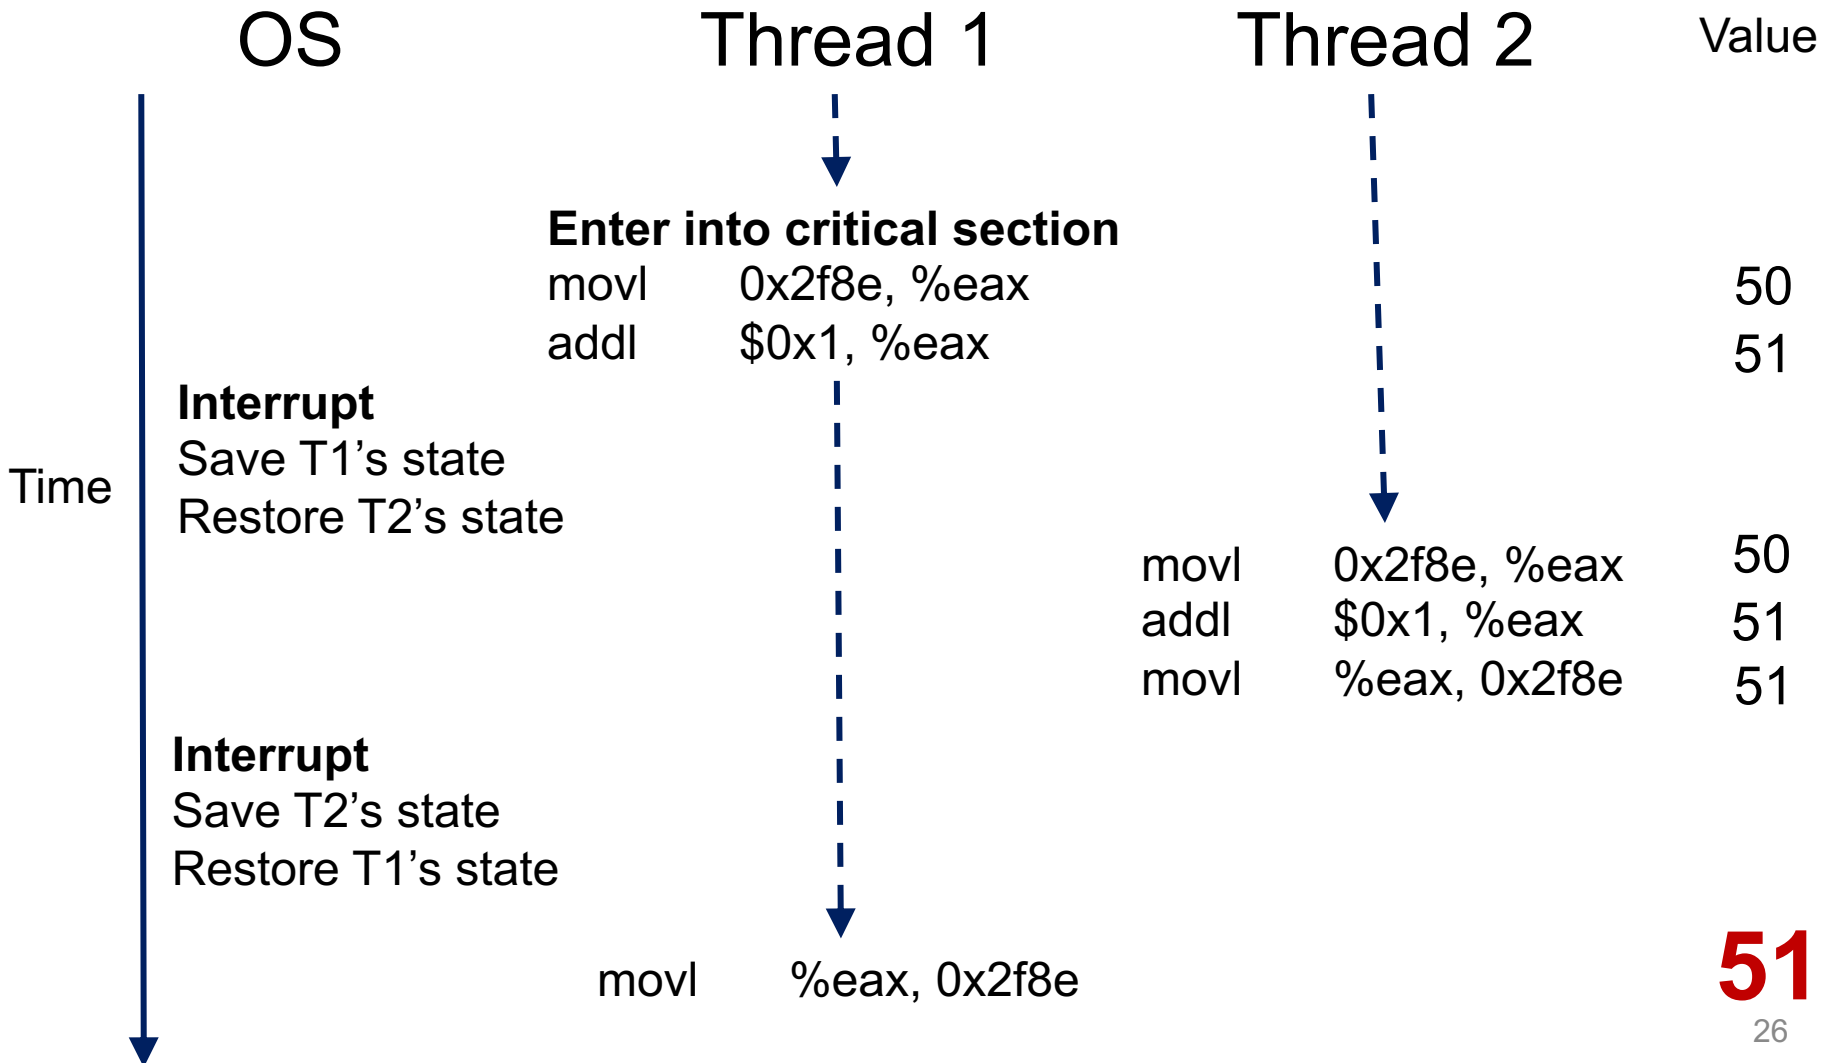 OS Thread 1 Thread 2 Value
Enter into critical section
movl 0x2f8e, %eax 50
addl $0x1, %eax 51
Interrupt
Save T1’s state
Time
Restore T2’s state
movl 0x2f8e, %eax 50
addl $0x1, %eax 51
movl %eax, 0x2f8e 51
Interrupt
Save T2’s state
Restore T1’s state
movl %eax, 0x2f8e 51
26